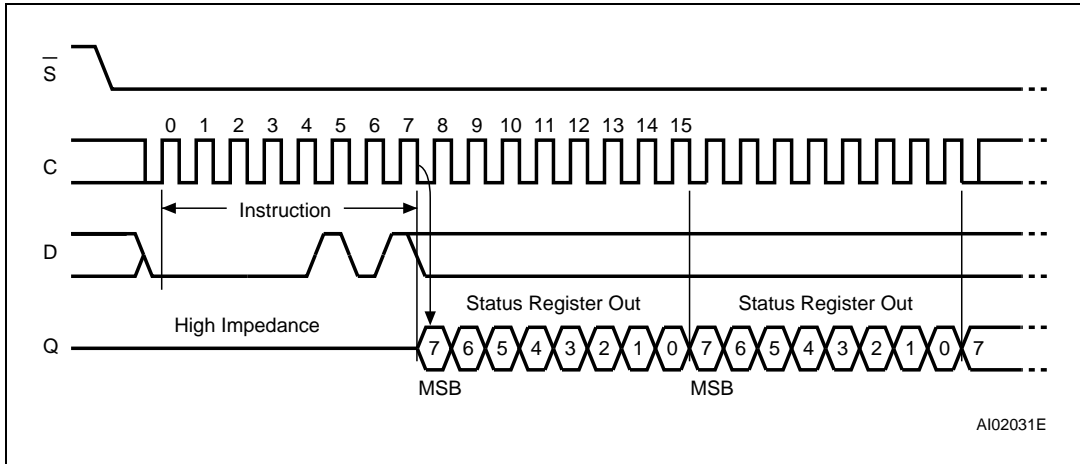 S
0 1 2 3 4 5 6 7 8 9 10 11 12 13 14 15
C
Instruction
D
Status Register Out Status Register Out
High Impedance
Q 7 6 5 4 3 2 1 0 7 6 5 4 3 2 1 0 7
MSB MSB
AI02031E